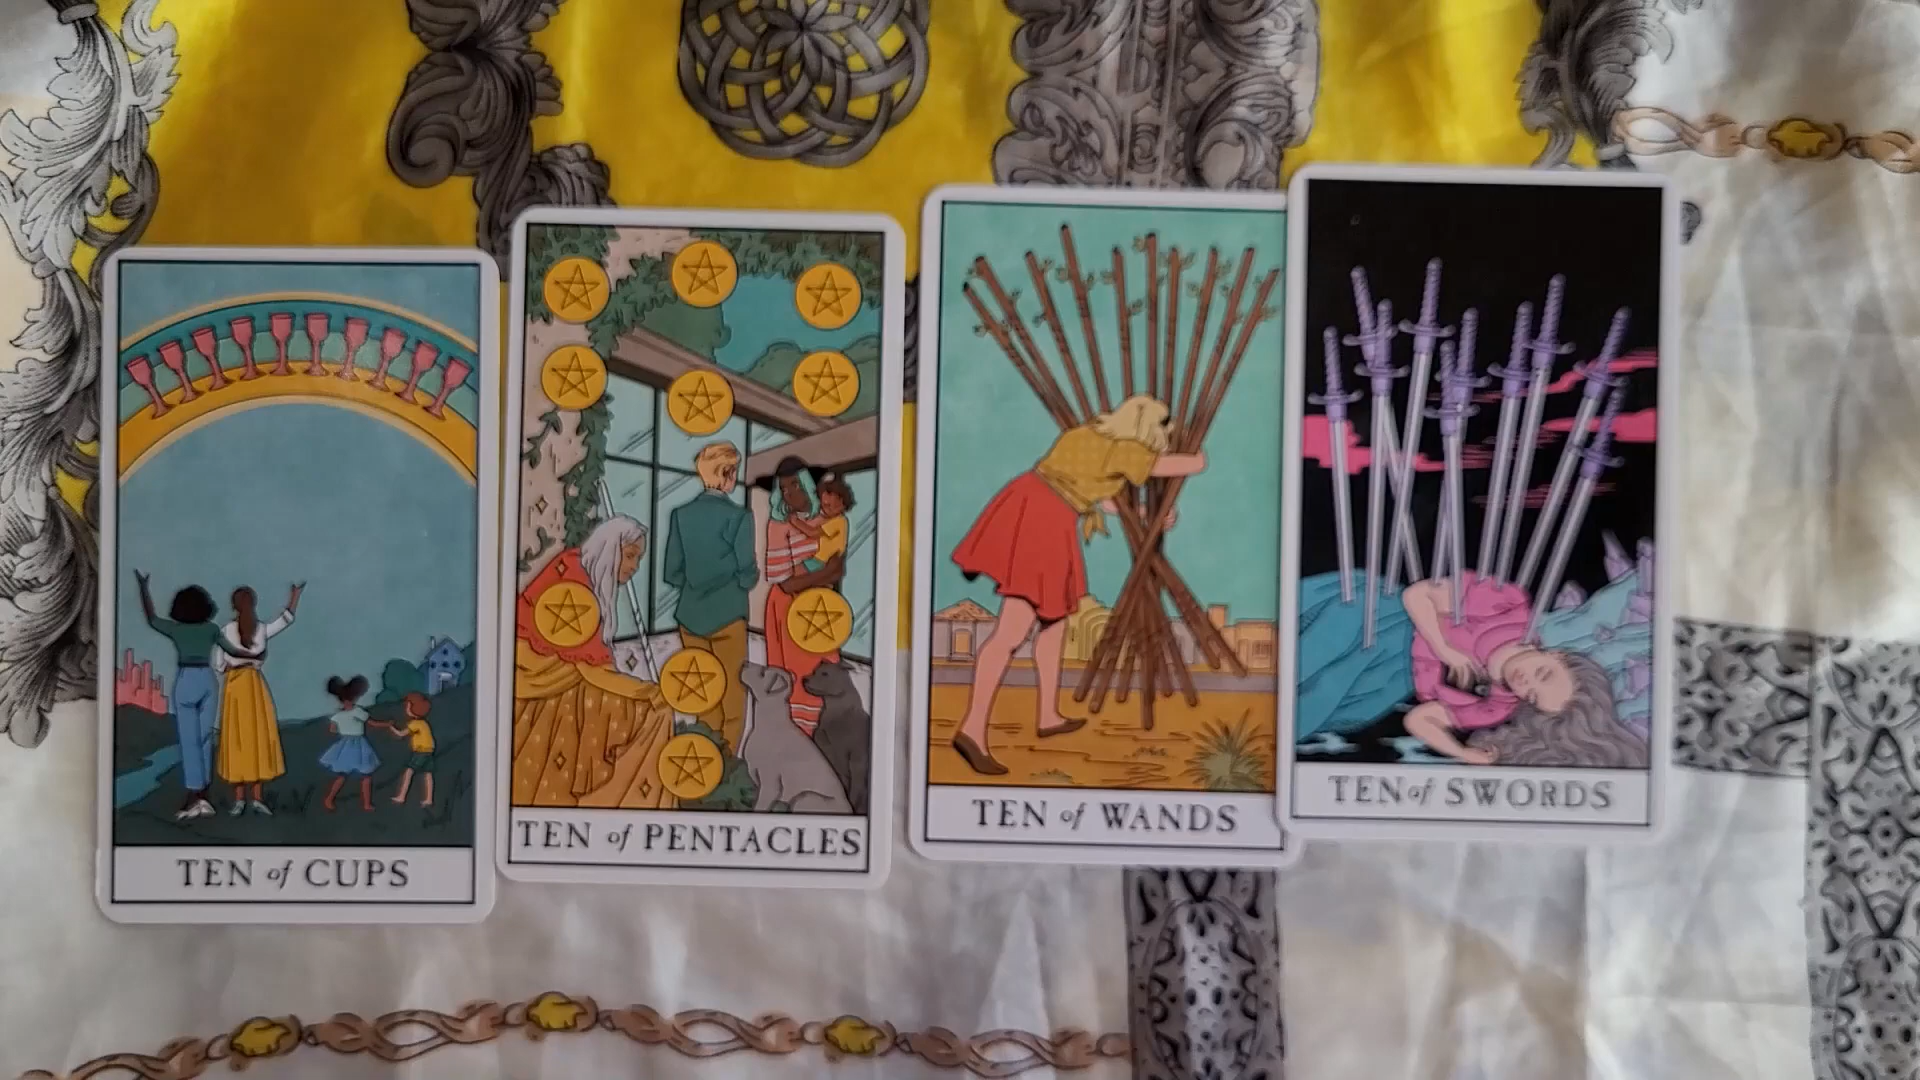 TEN of CUPS
TEN of PENTACLES
TEN of WANDS
TEN of SWORDS